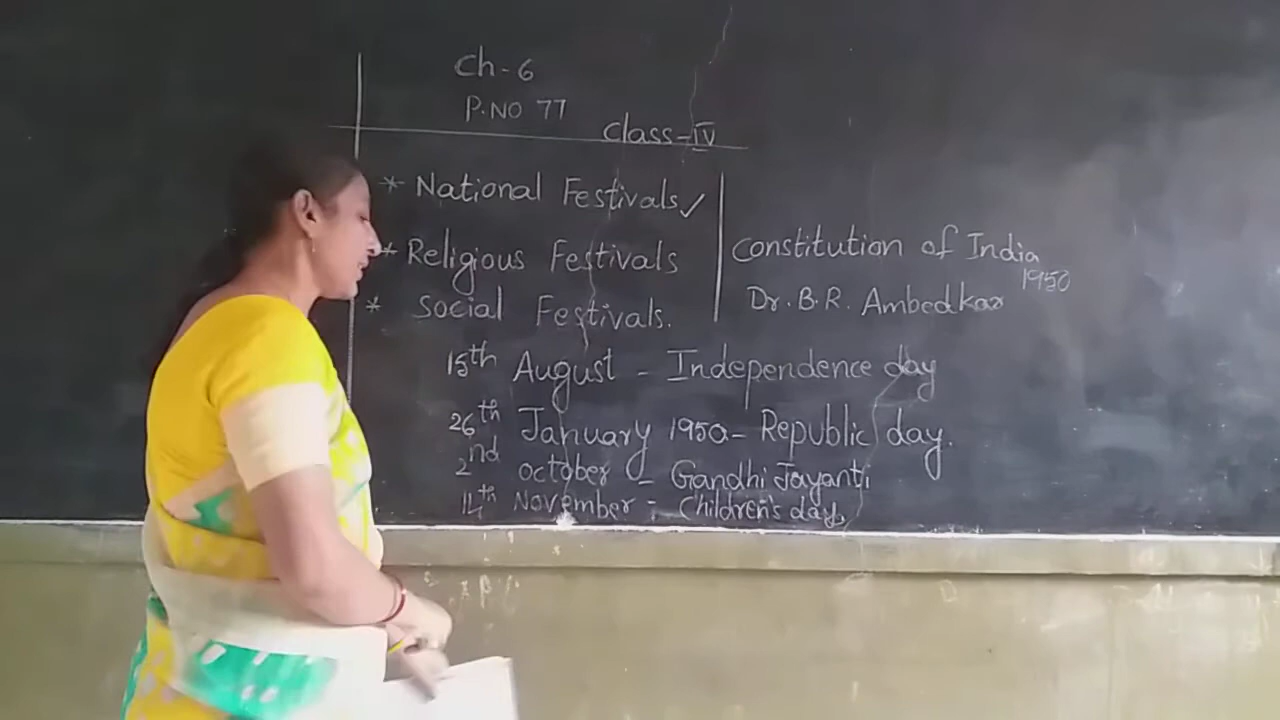 Ch-6
P.NO 77
Class-IV
* National Festivals ✓
* Religious Festivals
* Social Festivals.
Constitution of India
1950
Dr. B.R. Ambedkar
15th August - Independence day
26th January 1950 - Republic day.
2nd october - Gandhi Jayanti
14th November - Children's day